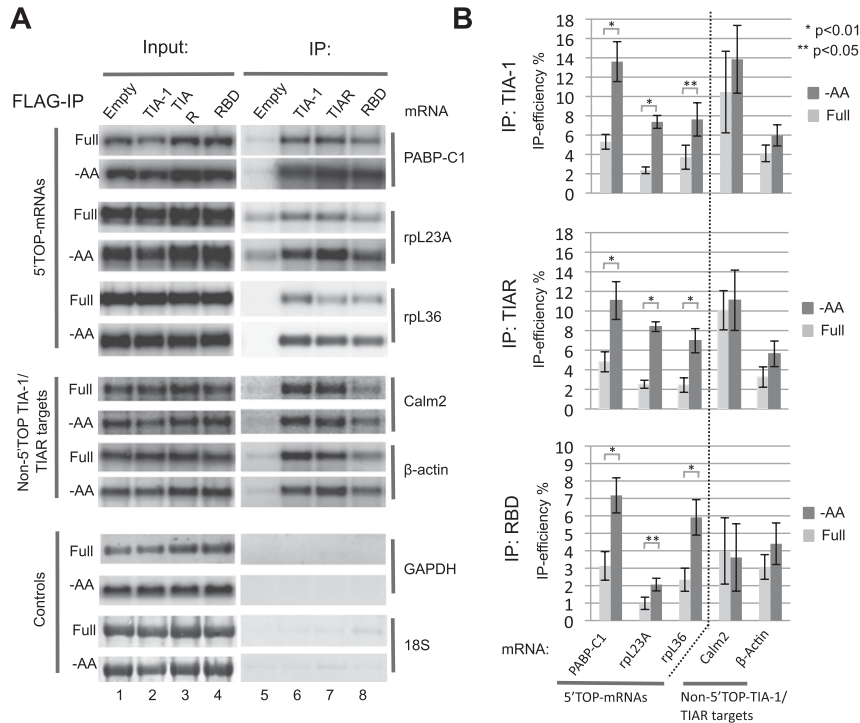 A
Input:
IP:
FLAG-IP
Empty
TIA-1
TIA
R
RBD
Empty
TIA-1
TIAR
RBD
mRNA
5'TOP-mRNAs
Full
-AA
PABP-C1
Full
-AA
rpL23A
Full
-AA
rpL36
Non-5'TOP TIA-1/
TIAR targets
Full
-AA
Calm2
Full
-AA
β-actin
Controls
Full
-AA
GAPDH
Full
-AA
18S
1 2 3 4 5 6 7 8
B
* p<0.01
** p<0.05
IP: TIA-1
IP-efficiency %
18
16
14
12
10
8
6
4
2
0
*
*
**
-AA
Full
IP: TIAR
IP-efficiency %
18
16
14
12
10
8
6
4
2
0
*
*
*
-AA
Full
IP: RBD
IP-efficiency %
10
9
8
7
6
5
4
3
2
1
0
*
**
*
-AA
Full
mRNA:
PABP-C1
rpL23A
rpL36
Calm2
β-Actin
5'TOP-mRNAs
Non-5'TOP-TIA-1/
TIAR targets